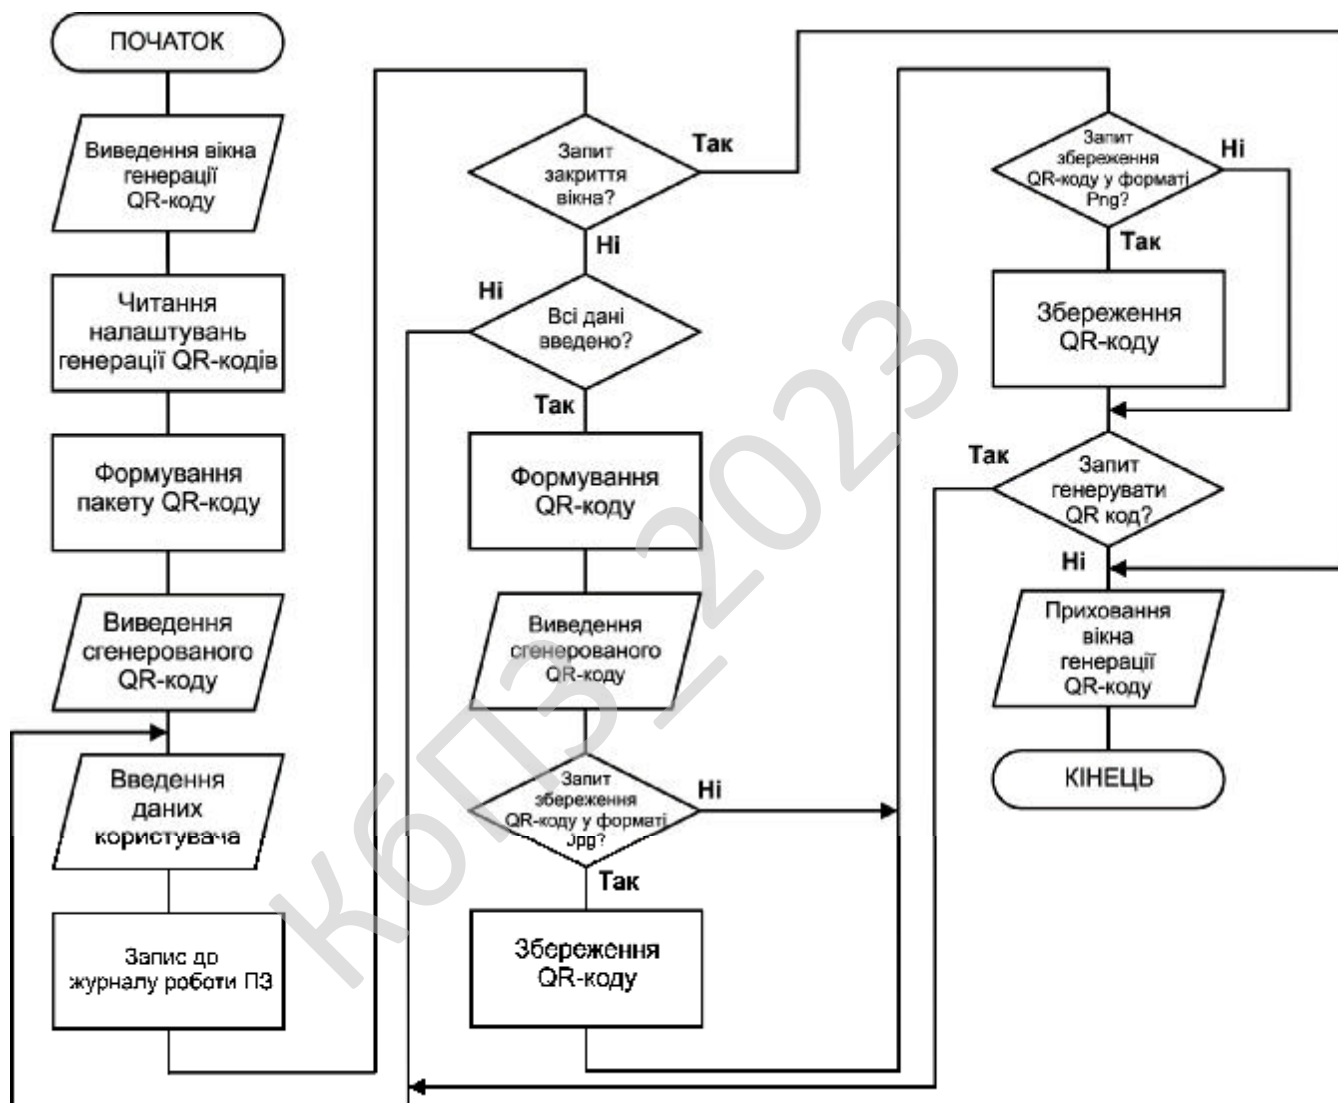 ПОЧАТОК
Виведення вікна
генерації
QR-коду
Читання
налаштувань
генерації QR-кодів
Формування
пакету QR-коду
Виведення
сгенерованого
QR-коду
Введення
даних
користувача
Запис до
журналу роботи ПЗ
Запит
закриття
вікна?
Так
Ні
Ні
Всі дані
введено?
Так
Формування
QR-коду
Виведення
сгенерованого
QR-коду
Запит
збереження
QR-коду у форматі
Jpg?
Ні
Так
Збереження
QR-коду
Запит
збереження
QR-коду у форматі
Png?
Ні
Так
Збереження
QR-коду
Так
Запит
генерувати
QR код?
Ні
Приховання
вікна
генерації
QR-коду
КІНЕЦЬ
КбПЗ_2023